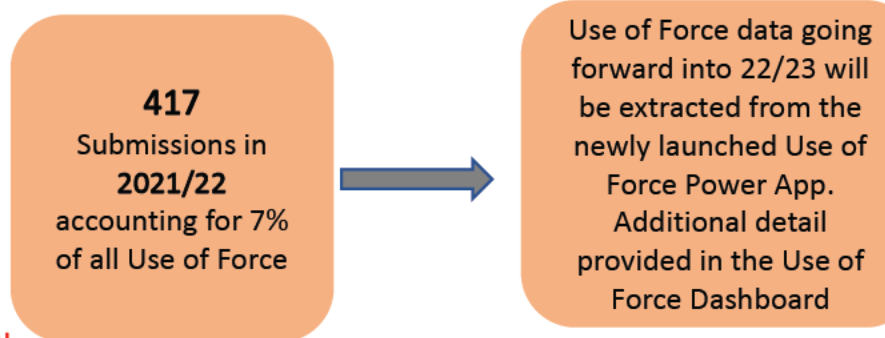 417
Submissions in
2021/22
accounting for 7%
of all Use of Force
Use of Force data going
forward into 22/23 will
be extracted from the
newly launched Use of
Force Power App.
Additional detail
provided in the Use of
Force Dashboard